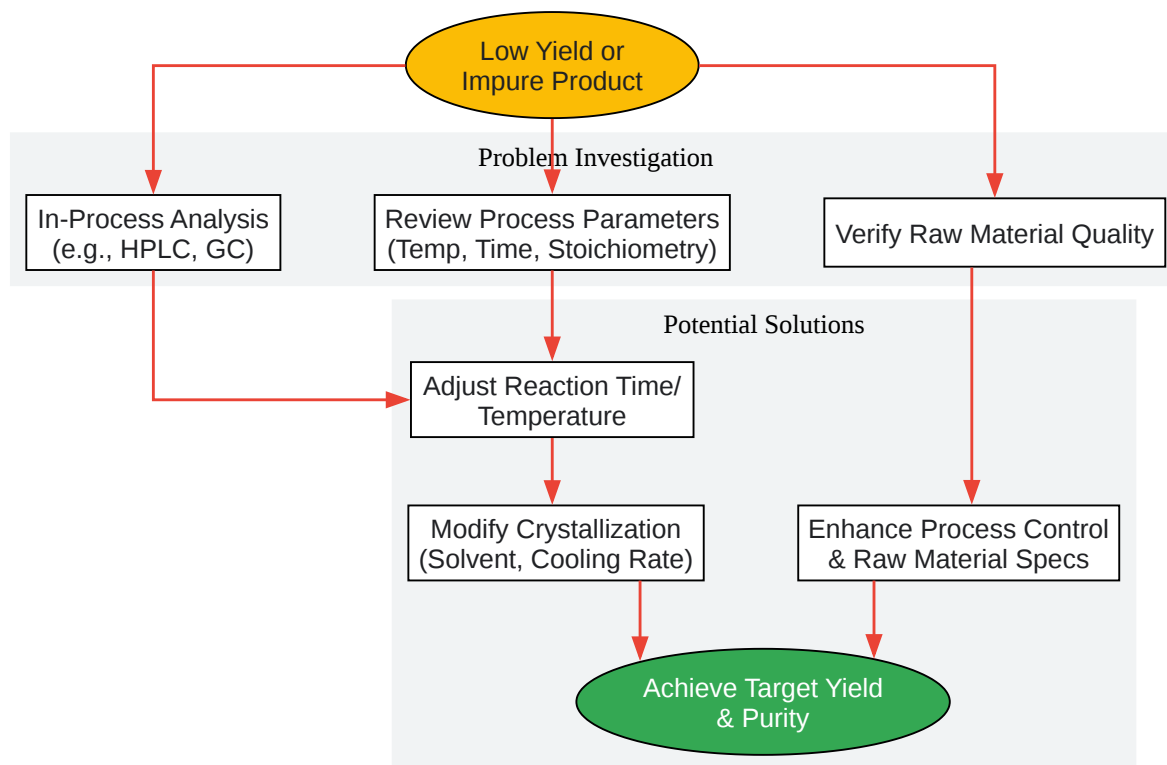 Low Yield or
Impure Product
Problem Investigation
In-Process Analysis
(e.g., HPLC, GC)
Review Process Parameters
(Temp, Time, Stoichiometry)
Verify Raw Material Quality
Potential Solutions
Adjust Reaction Time/
Temperature
Modify Crystallization
(Solvent, Cooling Rate)
Enhance Process Control
& Raw Material Specs
Achieve Target Yield
& Purity